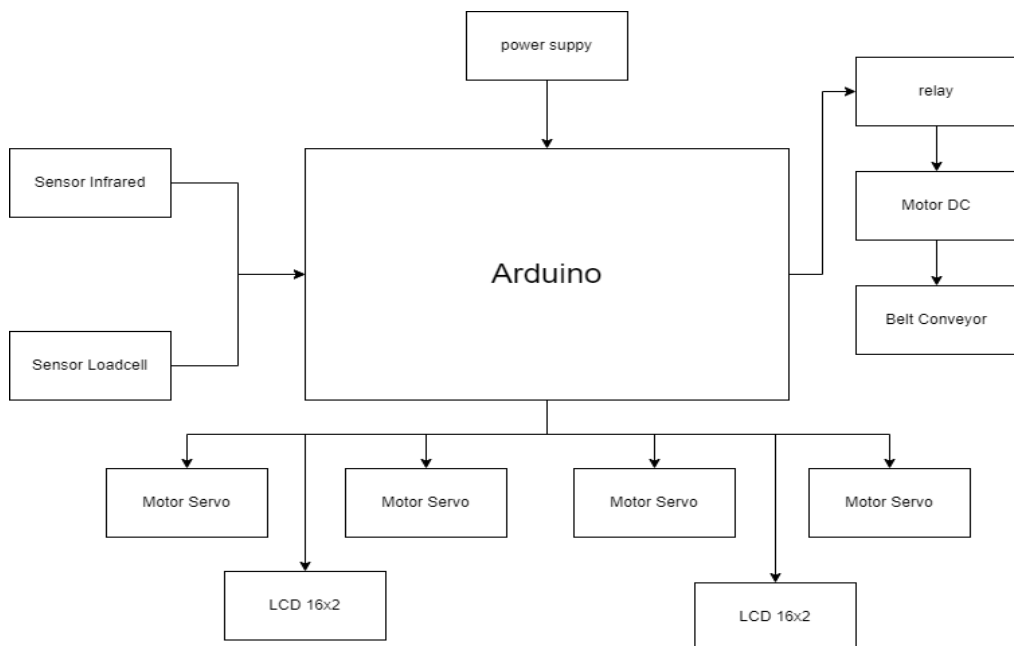 power suppy
relay
Sensor Infrared
Motor DC
Arduino
Belt Conveyor
Sensor Loadcell
Motor Servo
Motor Servo
Motor Servo
Motor Servo
LCD 16x2
LCD 16x2